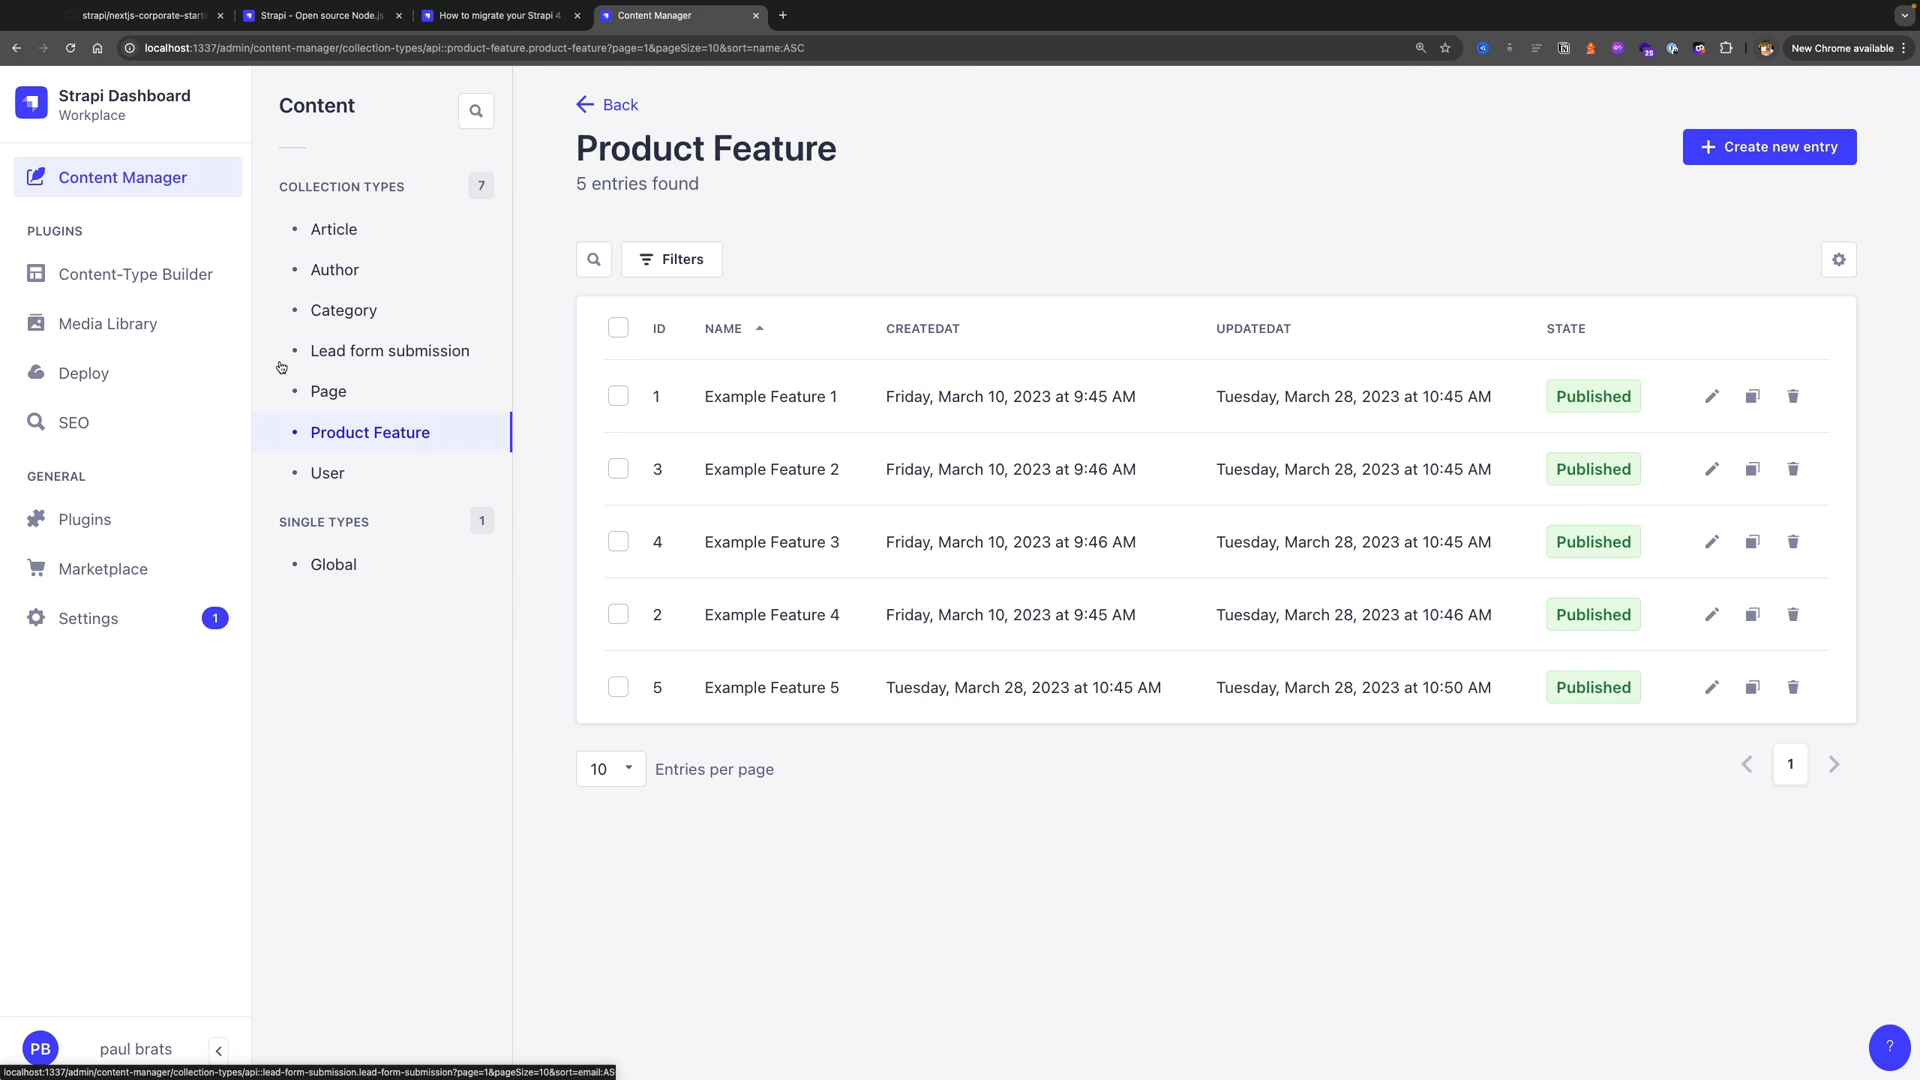 strapi/nextjs-corporate-starte
Strapi - Open source Node.js
How to migrate your Strapi 4
Content Manager
localhost:1337/admin/content-manager/collection-types/api::product-feature.product-feature?page=1&pageSize=10&sort=name:ASC
25
New Chrome available
Strapi Dashboard
Workplace
Content Manager
PLUGINS
Content-Type Builder
Media Library
Deploy
SEO
GENERAL
Plugins
Marketplace
Settings
1
PB
paul brats
Content
COLLECTION TYPES
7
Article
Author
Category
Lead form submission
Page
Product Feature
User
SINGLE TYPES
1
Global
Back
Product Feature
5 entries found
Create new entry
Filters
ID NAME CREATEDAT UPDATEDAT STATE
1 Example Feature 1 Friday, March 10, 2023 at 9:45 AM Tuesday, March 28, 2023 at 10:45 AM Published
3 Example Feature 2 Friday, March 10, 2023 at 9:46 AM Tuesday, March 28, 2023 at 10:45 AM Published
4 Example Feature 3 Friday, March 10, 2023 at 9:46 AM Tuesday, March 28, 2023 at 10:45 AM Published
2 Example Feature 4 Friday, March 10, 2023 at 9:45 AM Tuesday, March 28, 2023 at 10:46 AM Published
5 Example Feature 5 Tuesday, March 28, 2023 at 10:45 AM Tuesday, March 28, 2023 at 10:50 AM Published
10 Entries per page
1
?
localhost:1337/admin/content-manager/collection-types/api::lead-form-submission.lead-form-submission?page=1&pageSize=10&sort=email:AS